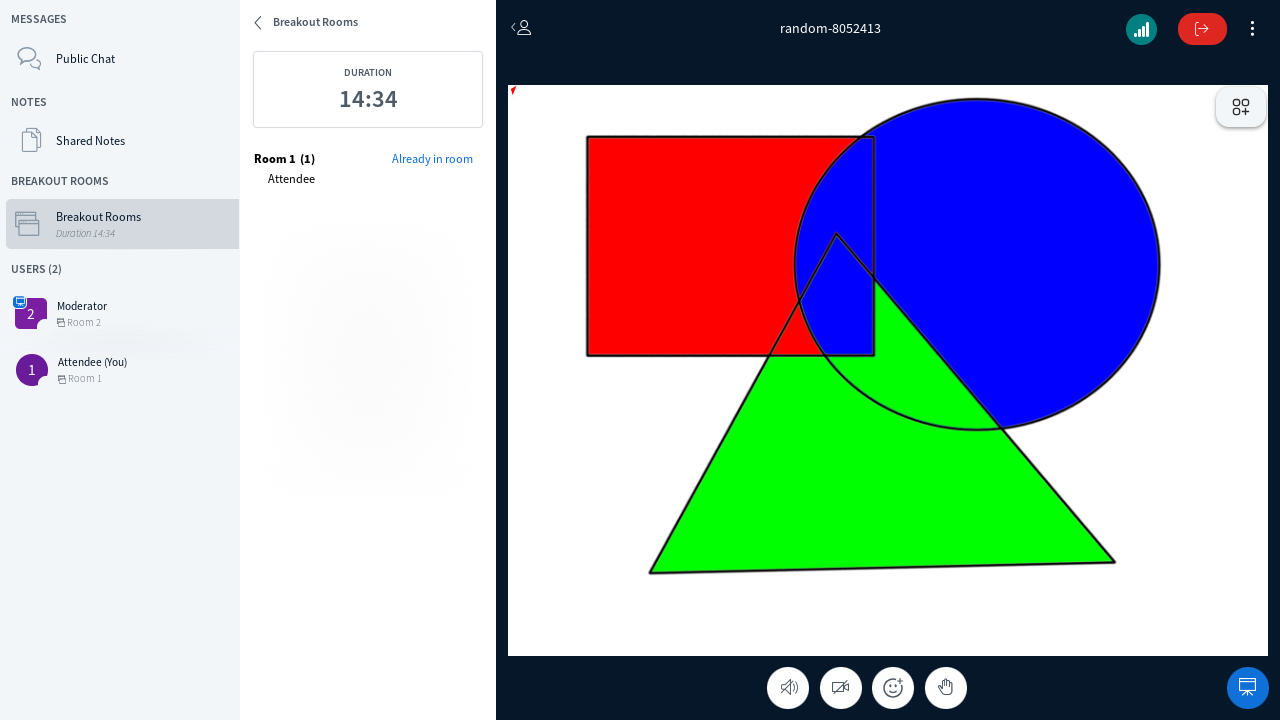 MESSAGES
Public Chat
NOTES
Shared Notes
BREAKOUT ROOMS
Breakout Rooms
Duration 14:34
USERS (2)
2
Moderator
Room 2
1
Attendee (You)
Room 1
Breakout Rooms
DURATION
14:34
Room 1 (1) Already in room
Attendee
random-8052413